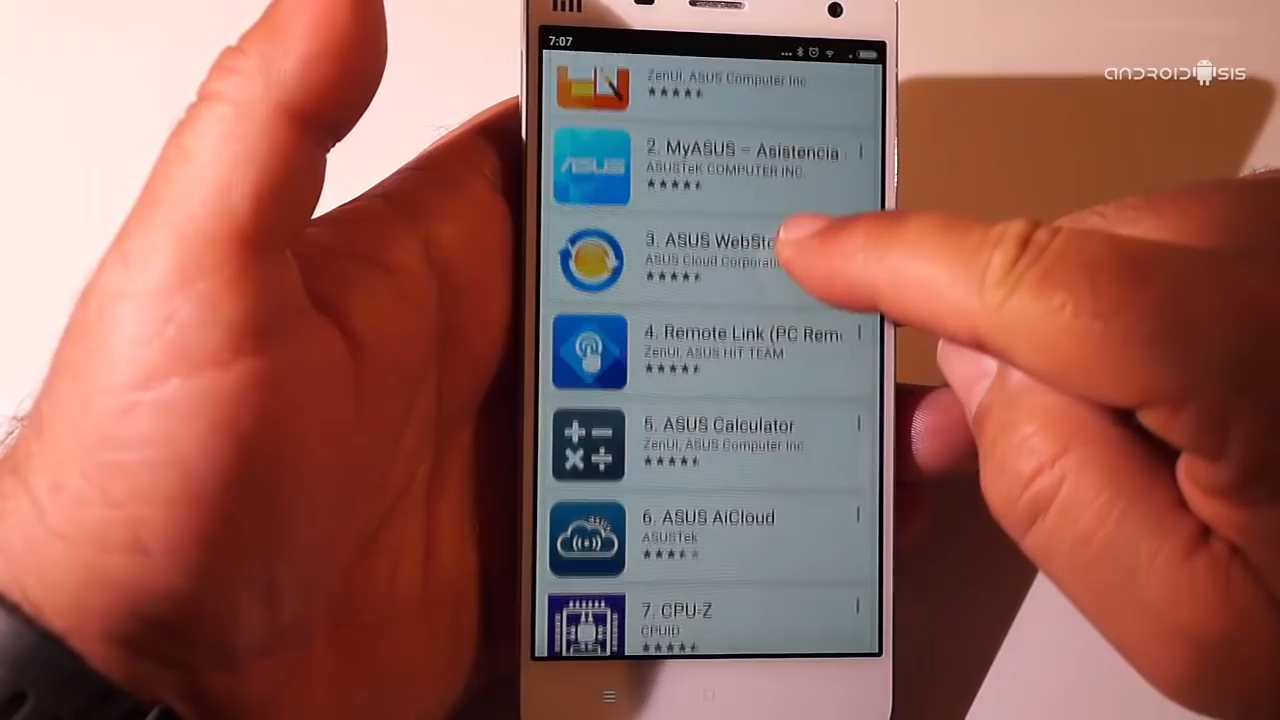 7:07
ANDROIDSIS
ZenUI, ASUS Computer Inc
2. MyASUS – Asistencia
ASUSTeK COMPUTER INC.
ASUS
3. ASUS WebSto
ASUS Cloud Corporati
4. Remote Link (PC Rem
ZenUI, ASUS HIT TEAM
5. ASUS Calculator
ZenUI, ASUS Computer Inc
6. ASUS AiCloud
ASUSTek
7. CPU-Z
CPUID